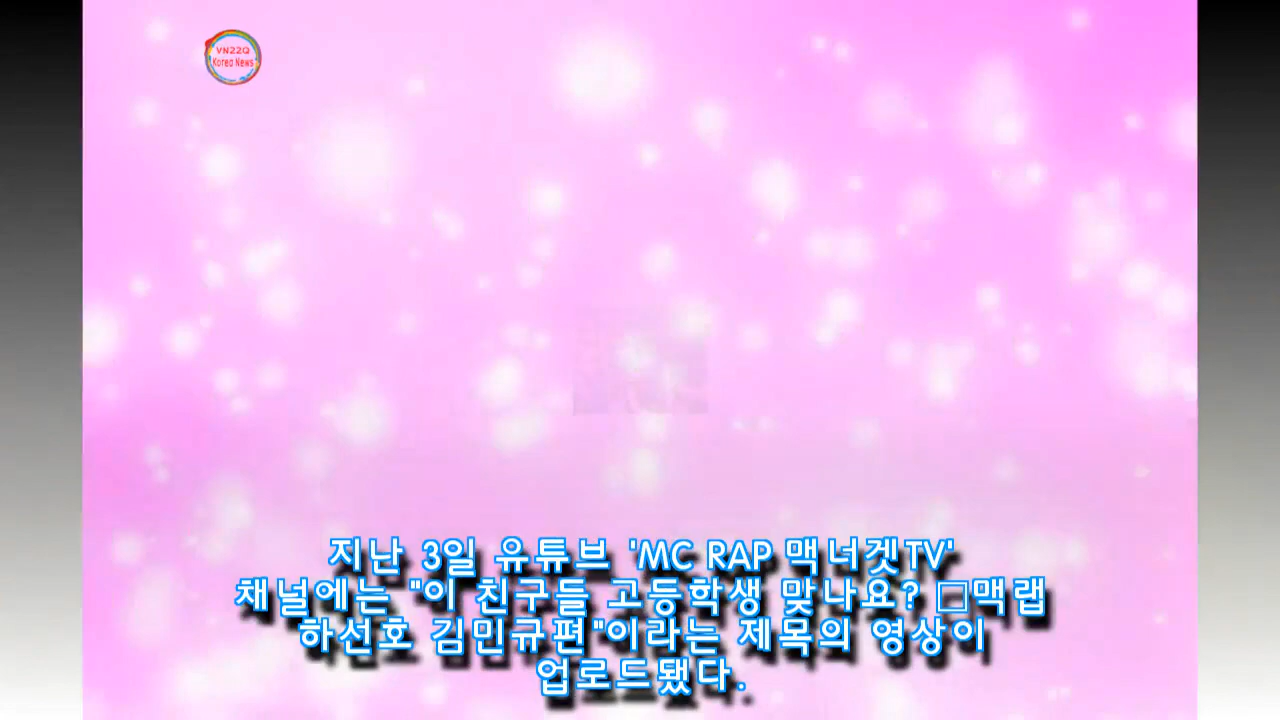 VN22Q
Korea News
지난 3일 유튜브 'MC RAP 맥너겟TV'
채널에는 "이 친구들 고등학생 맞나요? □맥랩
하선호 김민규편"이라는 제목의 영상이
업로드됐다.